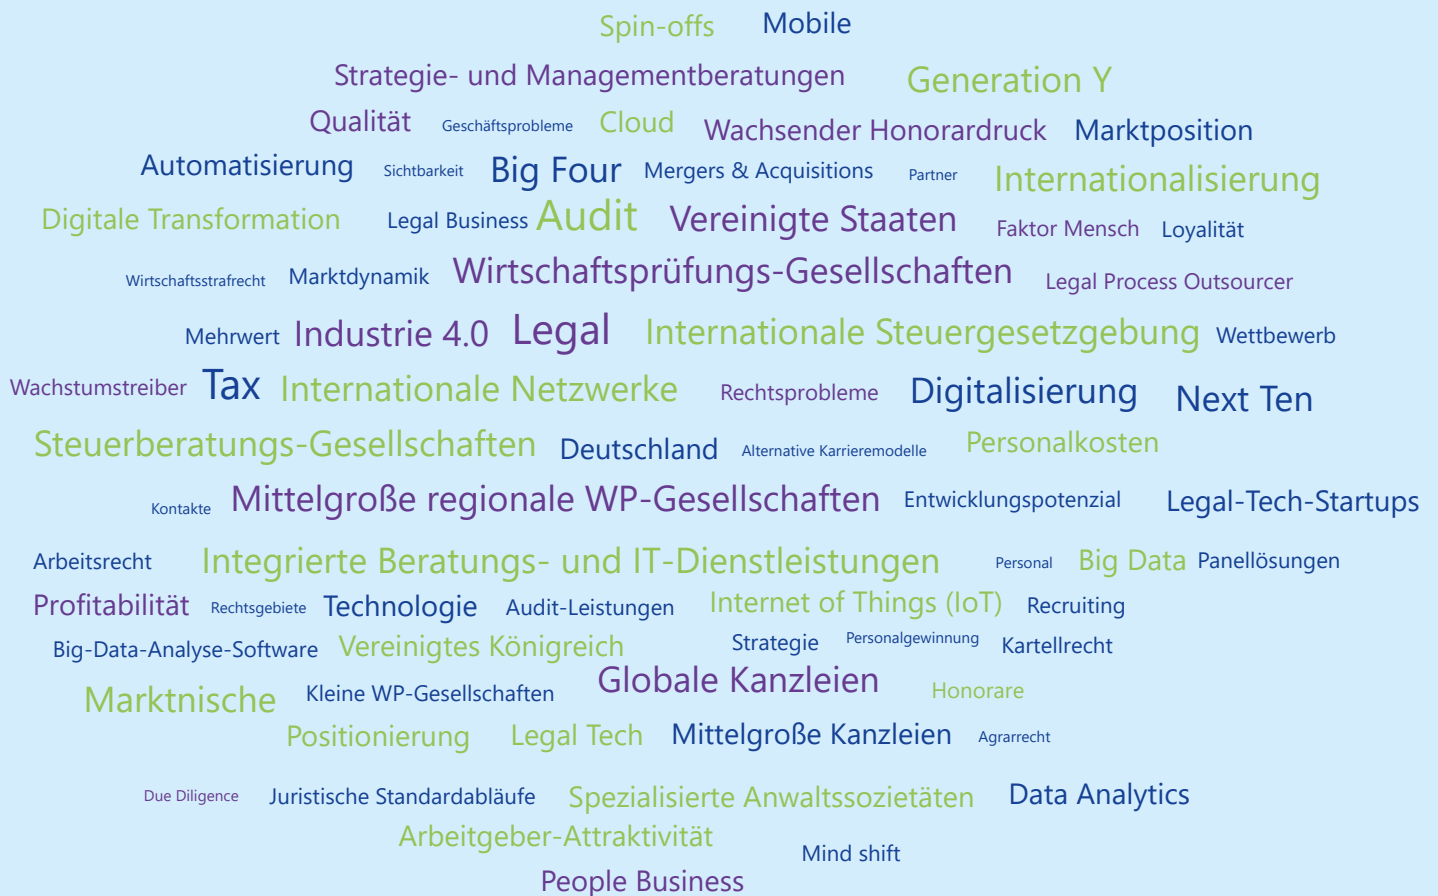 Spin-offs Mobile
Strategie- und Managementberatungen Generation Y
Qualität Geschäftsprobleme Cloud Wachsender Honorardruck Marktposition
Automatisierung Sichtbarkeit Big Four Mergers & Acquisitions Partner Internationalisierung
Digitale Transformation Legal Business Audit Vereinigte Staaten Faktor Mensch Loyalität
Wirtschaftsstrafrecht Marktdynamik Wirtschaftsprüfungs-Gesellschaften Legal Process Outsourcer
Mehrwert Industrie 4.0 Legal Internationale Steuergesetzgebung Wettbewerb
Wachstumstreiber Tax Internationale Netzwerke Rechtsprobleme Digitalisierung Next Ten
Steuerberatungs-Gesellschaften Deutschland Alternative Karrieremodelle Personalkosten
Kontakte Mittelgroße regionale WP-Gesellschaften Entwicklungspotenzial Legal-Tech-Startups
Arbeitsrecht Integrierte Beratungs- und IT-Dienstleistungen Personal Big Data Panellösungen
Profitabilität Rechtsgebiete Technologie Audit-Leistungen Internet of Things (IoT) Recruiting
Big-Data-Analyse-Software Vereinigtes Königreich Strategie Personalgewinnung Kartellrecht
Marktnische Kleine WP-Gesellschaften Globale Kanzleien Honorare
Positionierung Legal Tech Mittelgroße Kanzleien Agrarrecht
Due Diligence Juristische Standardabläufe Spezialisierte Anwaltssozietäten Data Analytics
Arbeitgeber-Attraktivität Mind shift
People Business